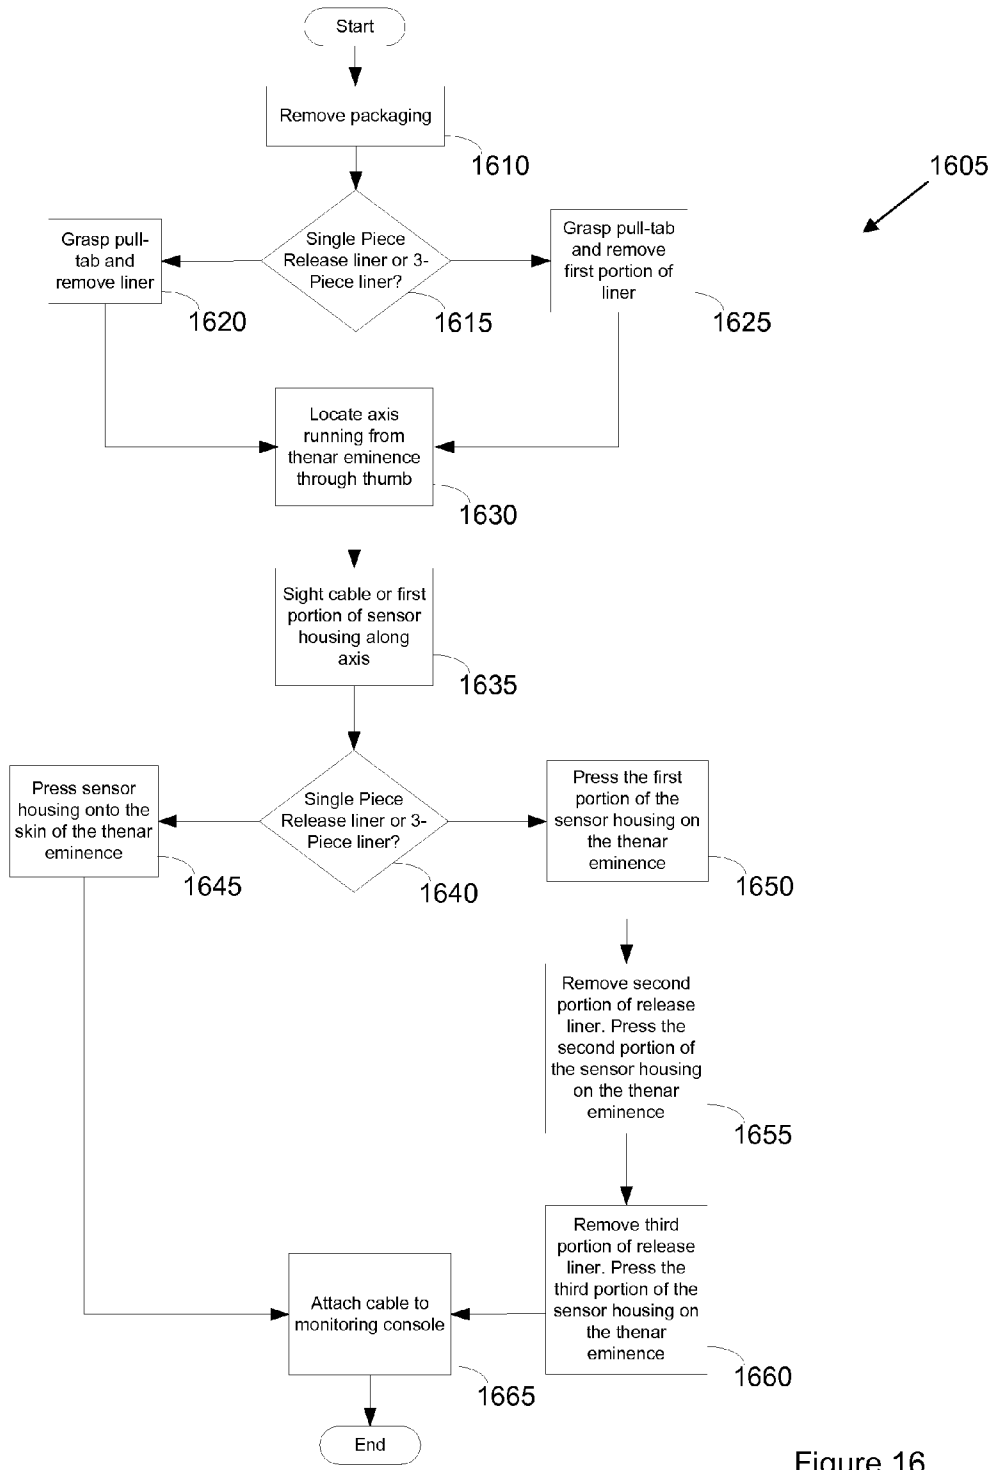 Start
Remove packaging
1610
1605
Single Piece
Release liner or 3-
Piece liner?
1615
Grasp pull-
tab and
remove liner
1620
Grasp pull-tab
and remove
first portion of
liner
1625
Locate axis
running from
thenar eminence
through thumb
1630
Sight cable or first
portion of sensor
housing along
axis
1635
Single Piece
Release liner or 3-
Piece liner?
1640
Press sensor
housing onto the
skin of the thenar
eminence
1645
Press the first
portion of the
sensor housing on
the thenar
eminence
1650
Remove second
portion of release
liner. Press the
second portion of
the sensor housing
on the thenar
eminence
1655
Remove third
portion of release
liner. Press the
third portion of the
sensor housing on
the thenar
eminence
1660
Attach cable to
monitoring console
1665
End
Figure 16